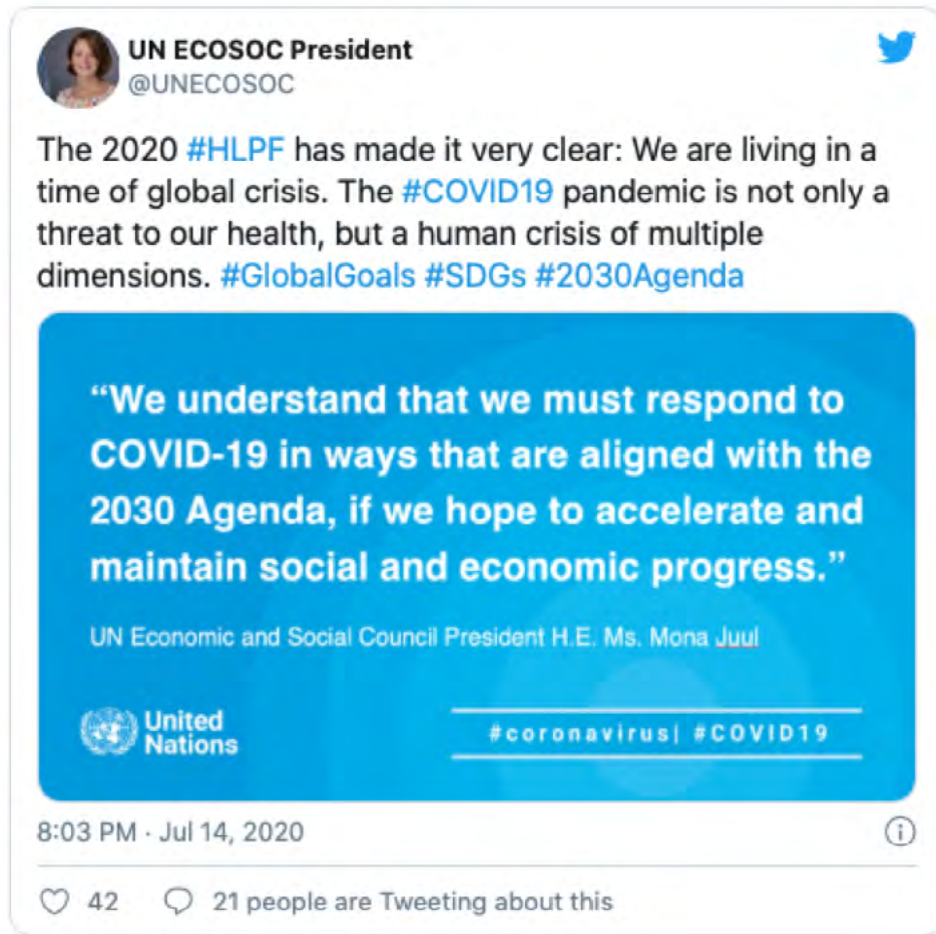 UN ECOSOC President
@UNECOSOC
The 2020 #HLPF has made it very clear: We are living in a
time of global crisis. The #COVID19 pandemic is not only a
threat to our health, but a human crisis of multiple
dimensions. #GlobalGoals #SDGs #2030Agenda
“We understand that we must respond to
COVID-19 in ways that are aligned with the
2030 Agenda, if we hope to accelerate and
maintain social and economic progress.”
UN Economic and Social Council President H.E. Ms. Mona Juul
United
Nations
#coronavirus| #COVID19
8:03 PM · Jul 14, 2020
42 21 people are Tweeting about this